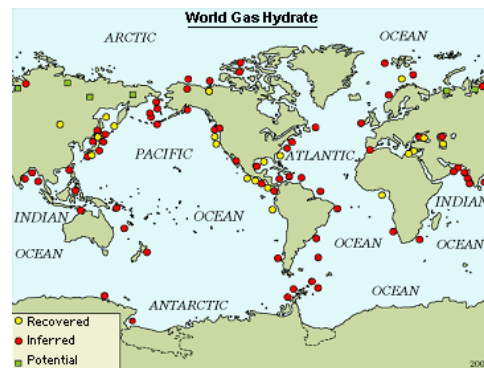 World Gas Hydrate
ARCTIC
OCEAN
PACIFIC
ATLANTIC
INDIAN
OCEAN
OCEAN
INDIAN
OCEAN
OCEAN
OCEAN
ANTARCTIC
OCEAN
Recovered
Inferred
Potential